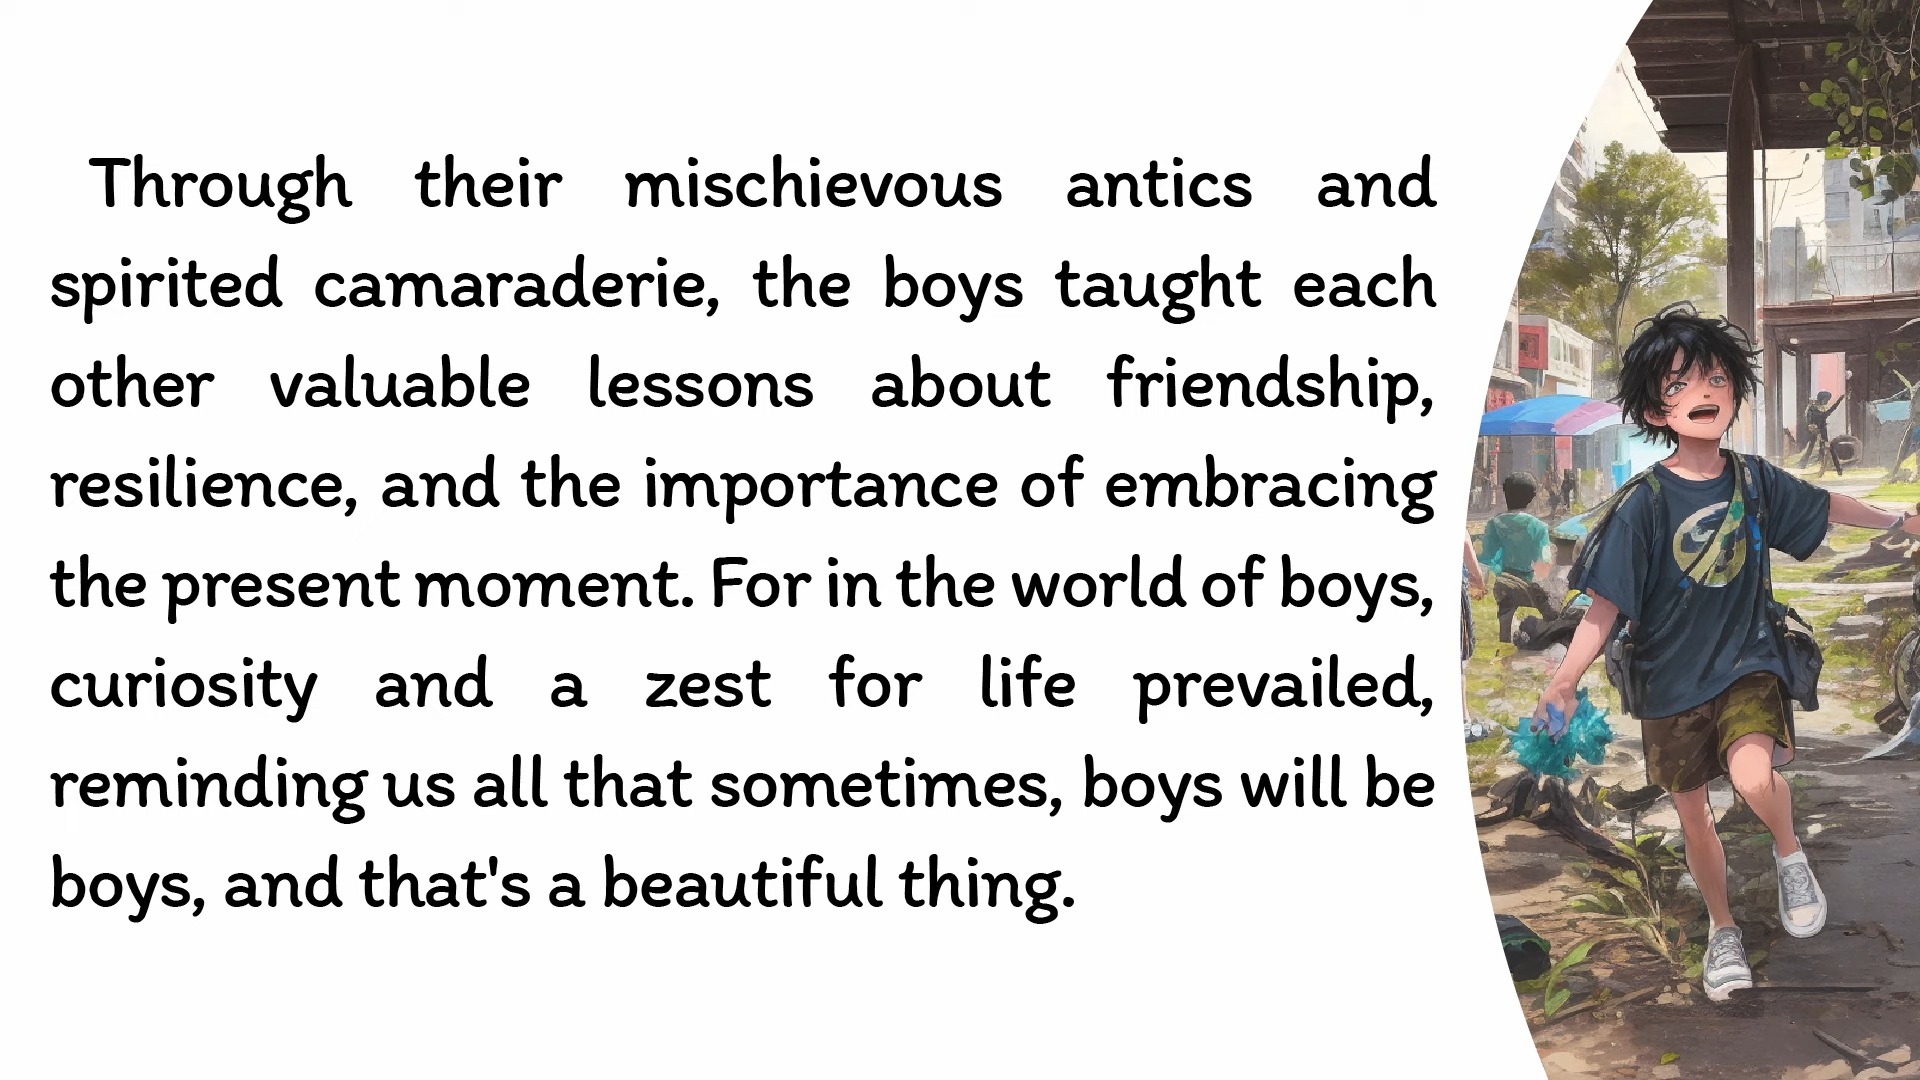 Through their mischievous antics and
spirited camaraderie, the boys taught each
other valuable lessons about friendship,
resilience, and the importance of embracing
the present moment. For in the world of boys,
curiosity and a zest for life prevailed,
reminding us all that sometimes, boys will be
boys, and that's a beautiful thing.